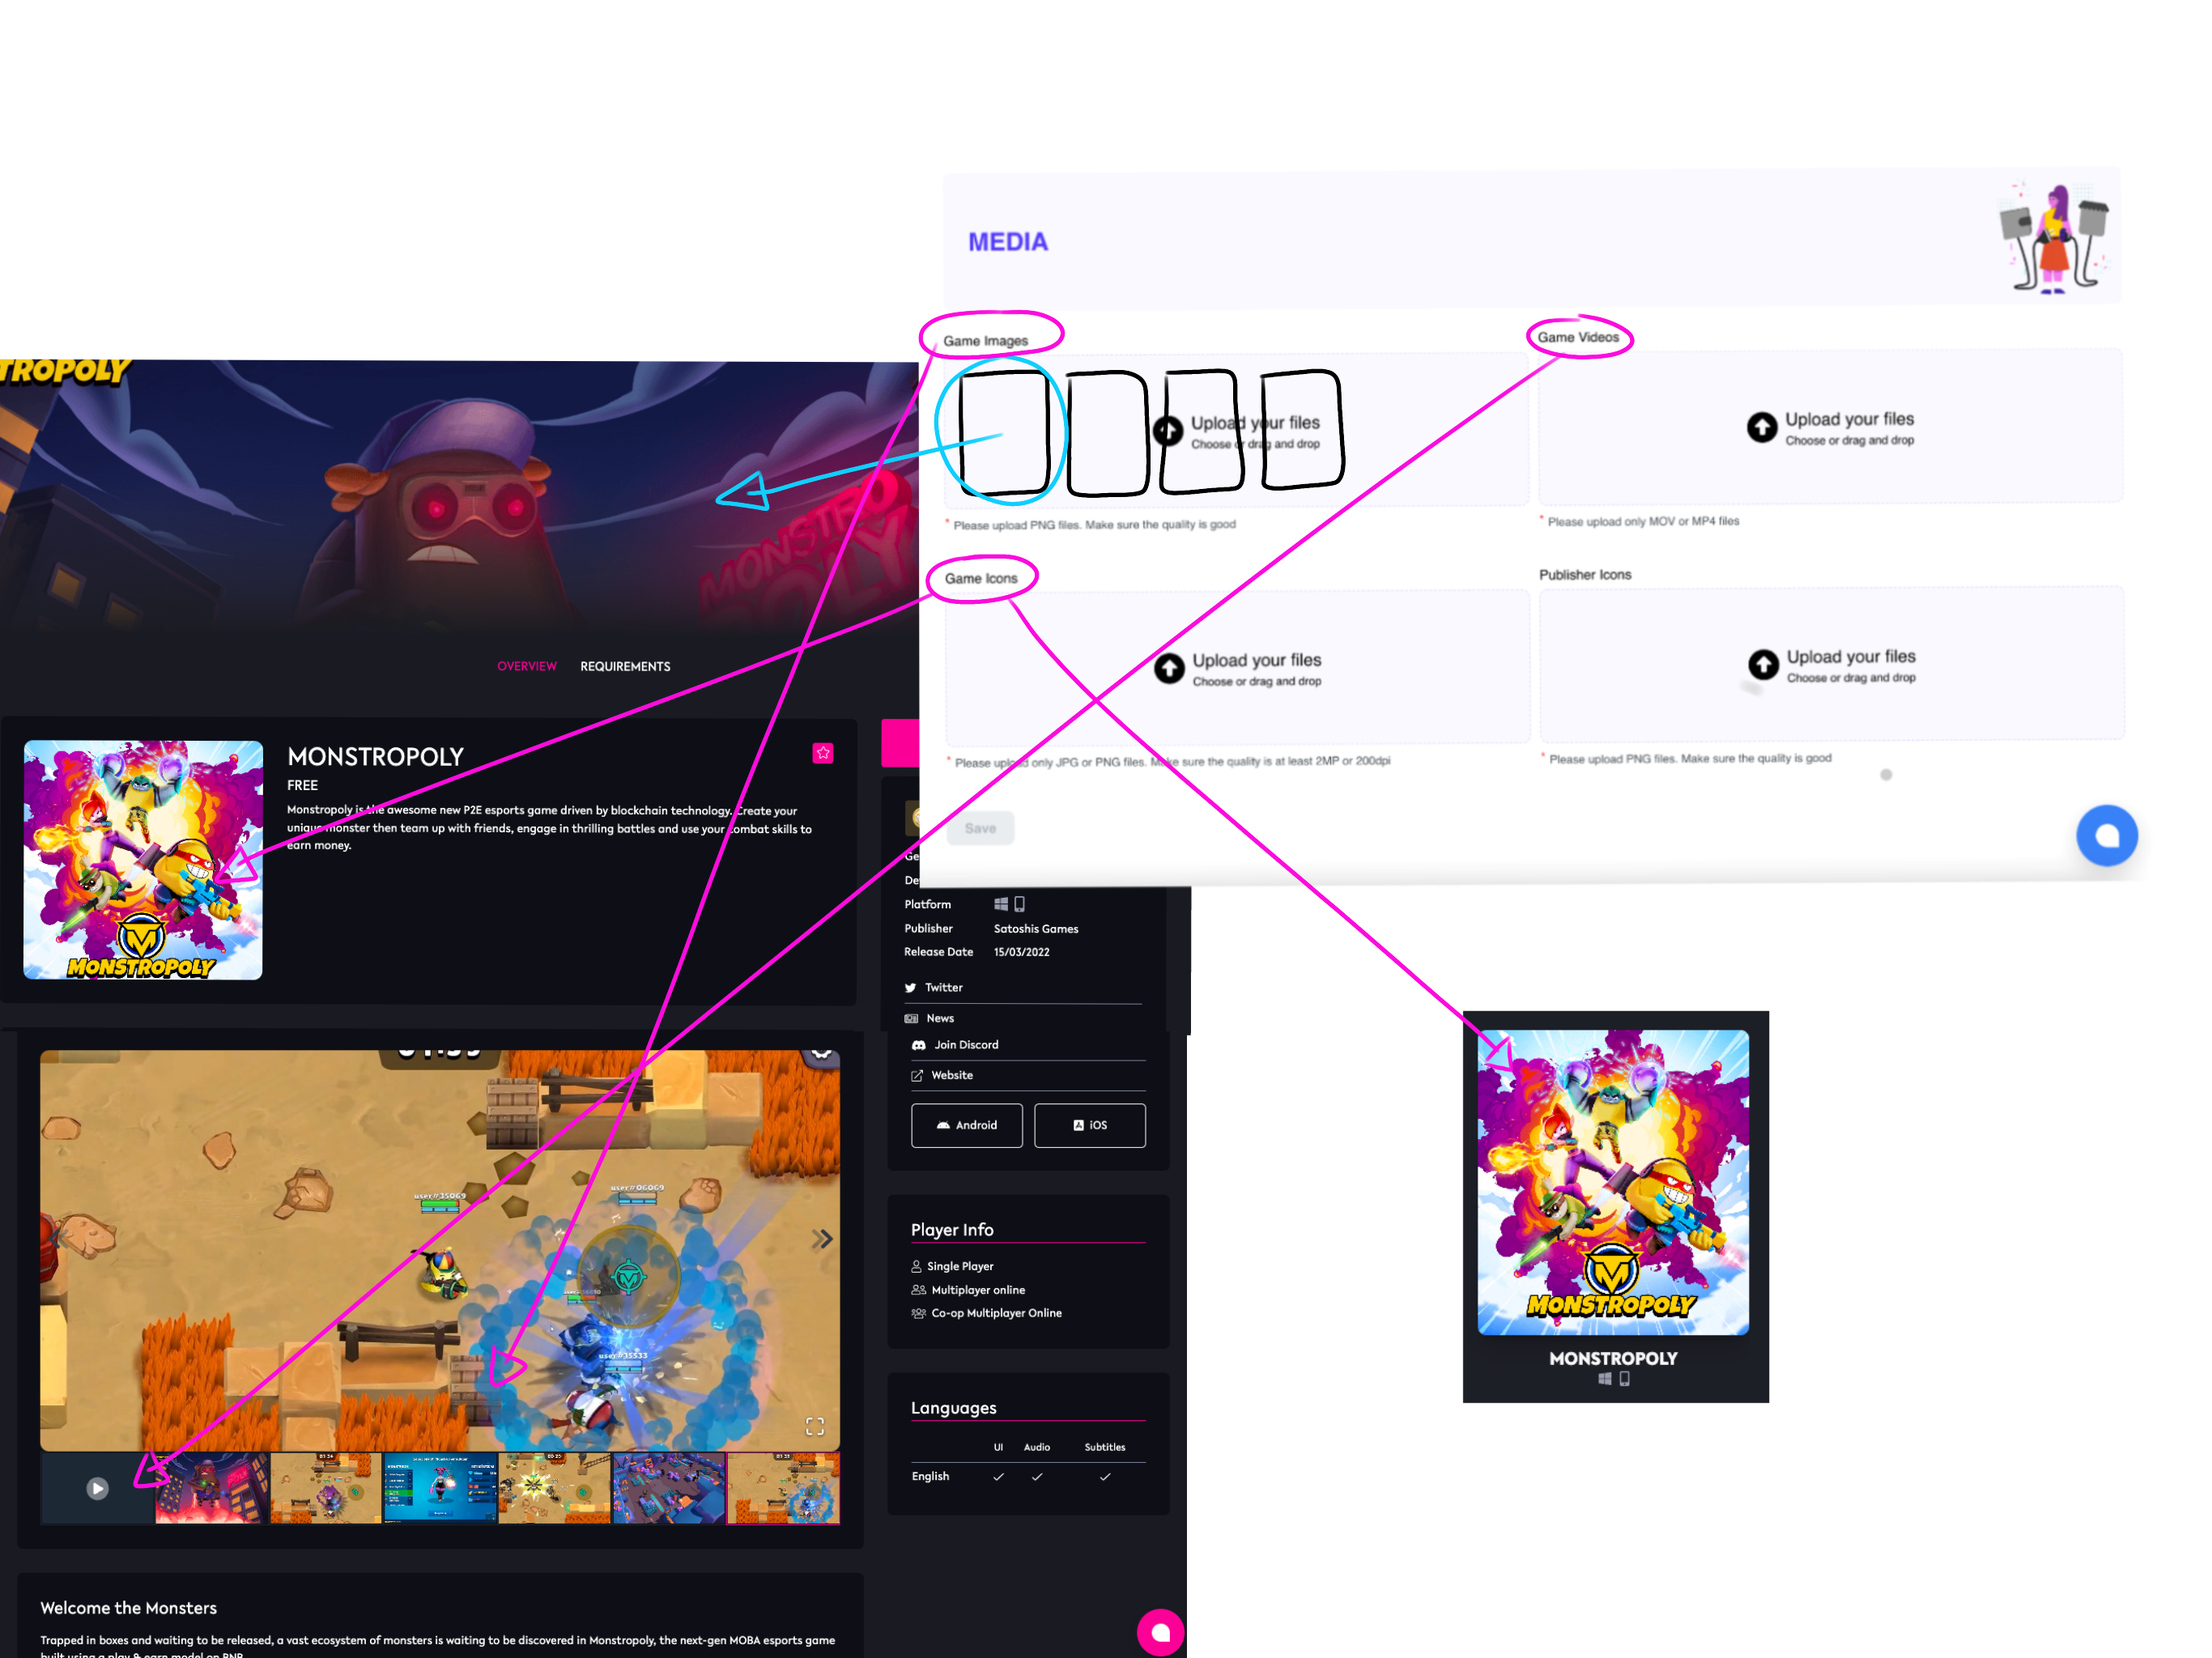 MEDIA
Game Images
Game Videos
Upload your files
Choose or drag and drop
Upload your files
Choose or drag and drop
* Please upload PNG files. Make sure the quality is good
* Please upload only MOV or MP4 files
Game Icons
Publisher Icons
Upload your files
Choose or drag and drop
Upload your files
Choose or drag and drop
* Please upload only JPG or PNG files. Make sure the quality is at least 2MP or 200dpi
* Please upload PNG files. Make sure the quality is good
Save
TROPOLY
MONSTRO
POLY
OVERVIEW REQUIREMENTS
MONSTROPOLY
FREE
Monstropoly is the awesome new P2E esports game driven by blockchain technology. Create your
unique monster then team up with friends, engage in thrilling battles and use your combat skills to
earn money.
MONSTROPOLY
Ge
De
Platform
Publisher Satoshis Games
Release Date 15/03/2022
Twitter
News
Join Discord
Website
Android iOS
user#35069
user#06069
user#35533
Player Info
Single Player
Multiplayer online
Co-op Multiplayer Online
Languages
UI Audio Subtitles
English
Welcome the Monsters
Trapped in boxes and waiting to be released, a vast ecosystem of monsters is waiting to be discovered in Monstropoly, the next-gen MOBA esports game
built using a play & earn model on BNB
MONSTROPOLY
MONSTROPOLY